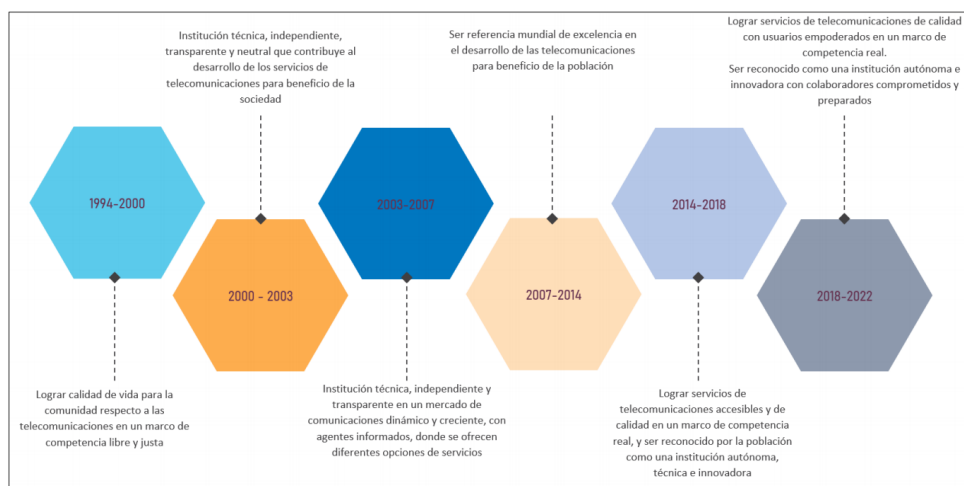 Institución técnica, independiente,
transparente y neutral que contribuye al
desarrollo de los servicios de
telecomunicaciones para beneficio de la
sociedad
Ser referencia mundial de excelencia en
el desarrollo de las telecomunicaciones
para beneficio de la población
Lograr servicios de telecomunicaciones de calidad
con usuarios empoderados en un marco de
competencia real.
Ser reconocido como una institución autónoma e
innovadora con colaboradores comprometidos y
preparados
1994-2000
2003-2007
2014-2018
2000 - 2003
2007-2014
2018-2022
Lograr calidad de vida para la
comunidad respecto a las
telecomunicaciones en un marco de
competencia libre y justa
Institución técnica, independiente y
transparente en un mercado de
comunicaciones dinámico y creciente, con
agentes informados, donde se ofrecen
diferentes opciones de servicios
Lograr servicios de
telecomunicaciones accesibles y de
calidad en un marco de competencia
real, y ser reconocido por la población
como una institución autónoma,
técnica e innovadora